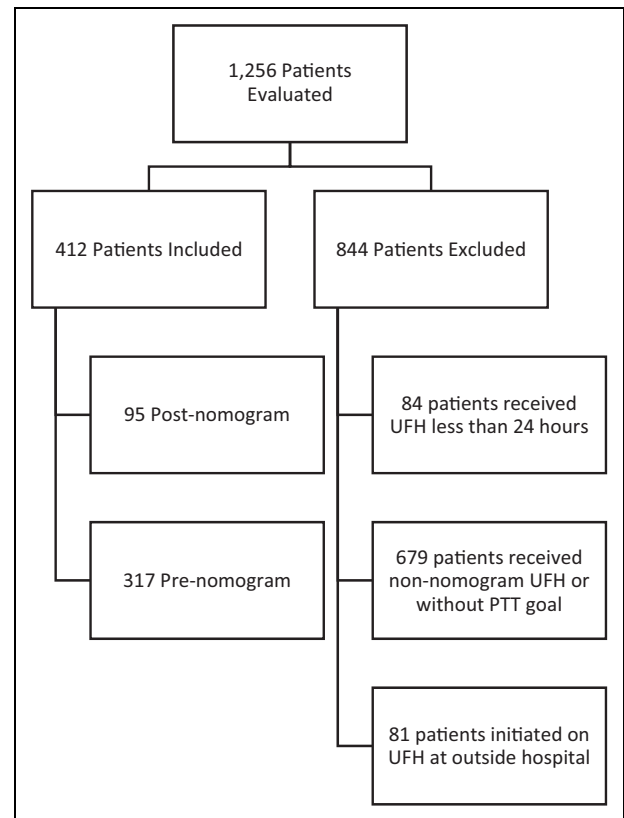 1,256 Patients
Evaluated
412 Patients Included
844 Patients Excluded
95 Post-nomogram
84 patients received
UFH less than 24 hours
317 Pre-nomogram
679 patients received
non-nomogram UFH or
without PTT goal
81 patients initiated on
UFH at outside hospital